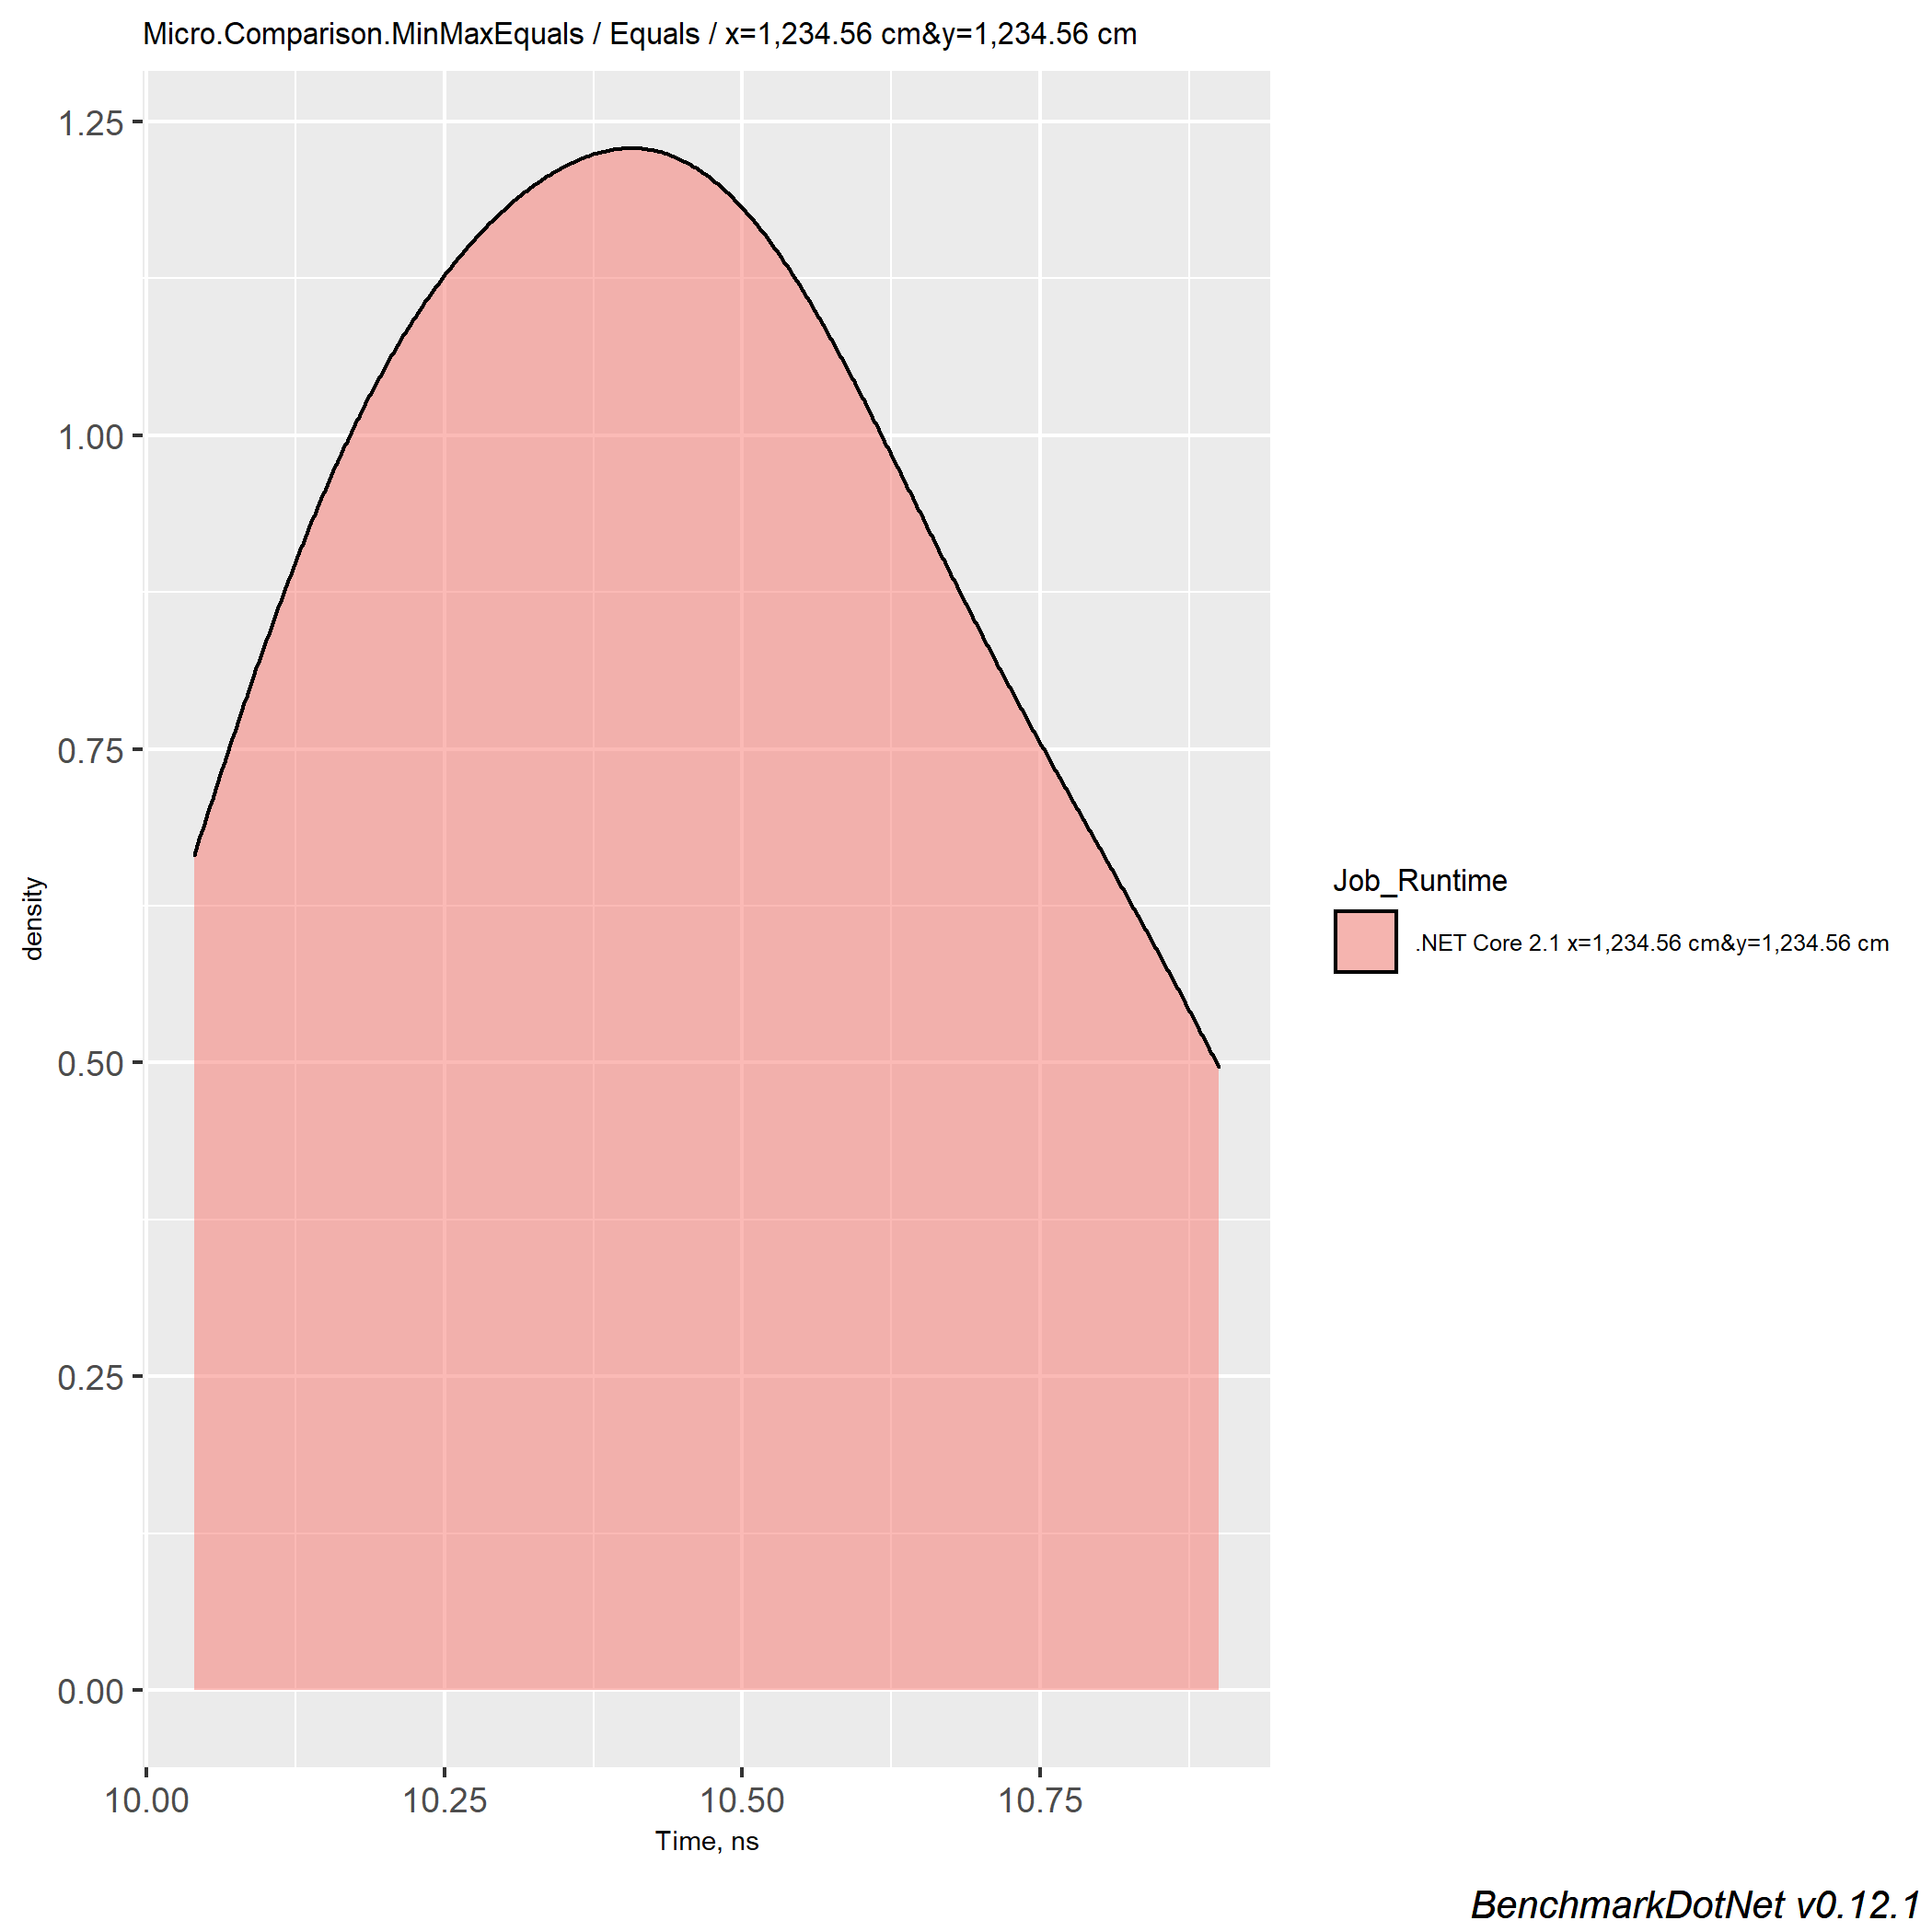 Micro.Comparison.MinMaxEquals / Equals / x=1,234.56 cm&y=1,234.56 cm
1.25
1.00
0.75
0.50
0.25
0.00
density
10.00 10.25 10.50 10.75
Time, ns
Job_Runtime
.NET Core 2.1 x=1,234.56 cm&y=1,234.56 cm
BenchmarkDotNet v0.12.1